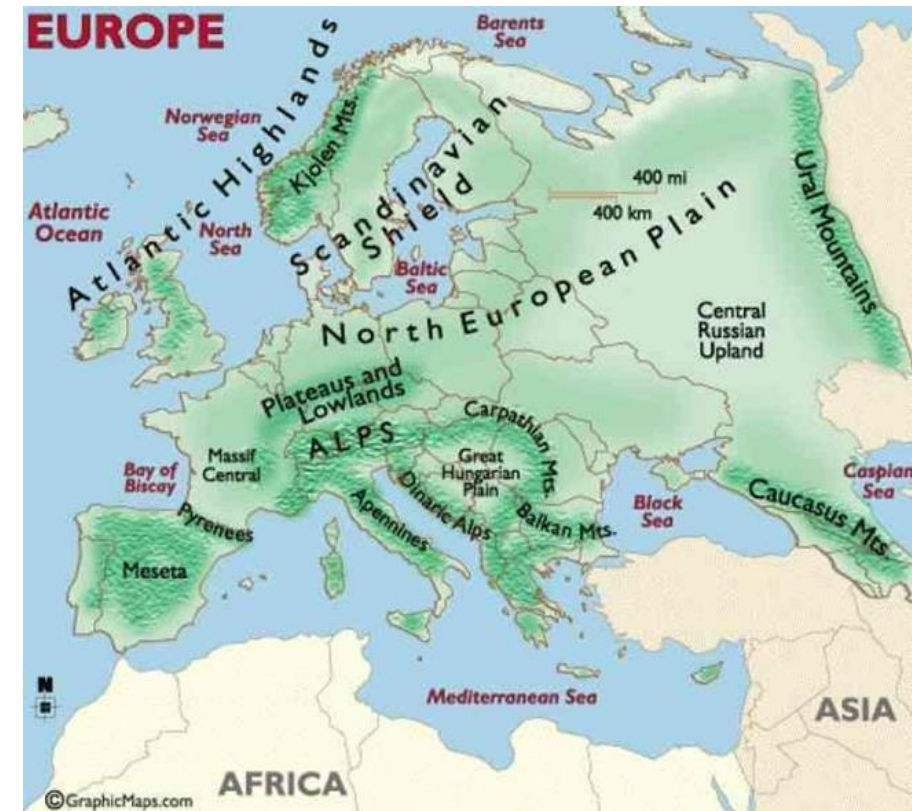 EUROPE
Barents
Sea
Norwegian
Sea
Atlantic Highlands
Kjolen Mts.
Scandinavian
Shield
Ural Mountains
400 mi
400 km
Atlantic
Ocean
North
Sea
Baltic
Sea
North European Plain
Central
Russian
Upland
Plateaus and
Lowlands
Carpathian Mts.
ALPS
Massif
Central
Great
Hungarian
Plain
Bay of
Biscay
Caspian
Sea
Black
Sea
Caucasus Mts.
Pyrenees
Apennines
Dinaric Alps
Balkan Mts.
Meseta
N
Mediterranean Sea
ASIA
AFRICA
©GraphicMaps.com